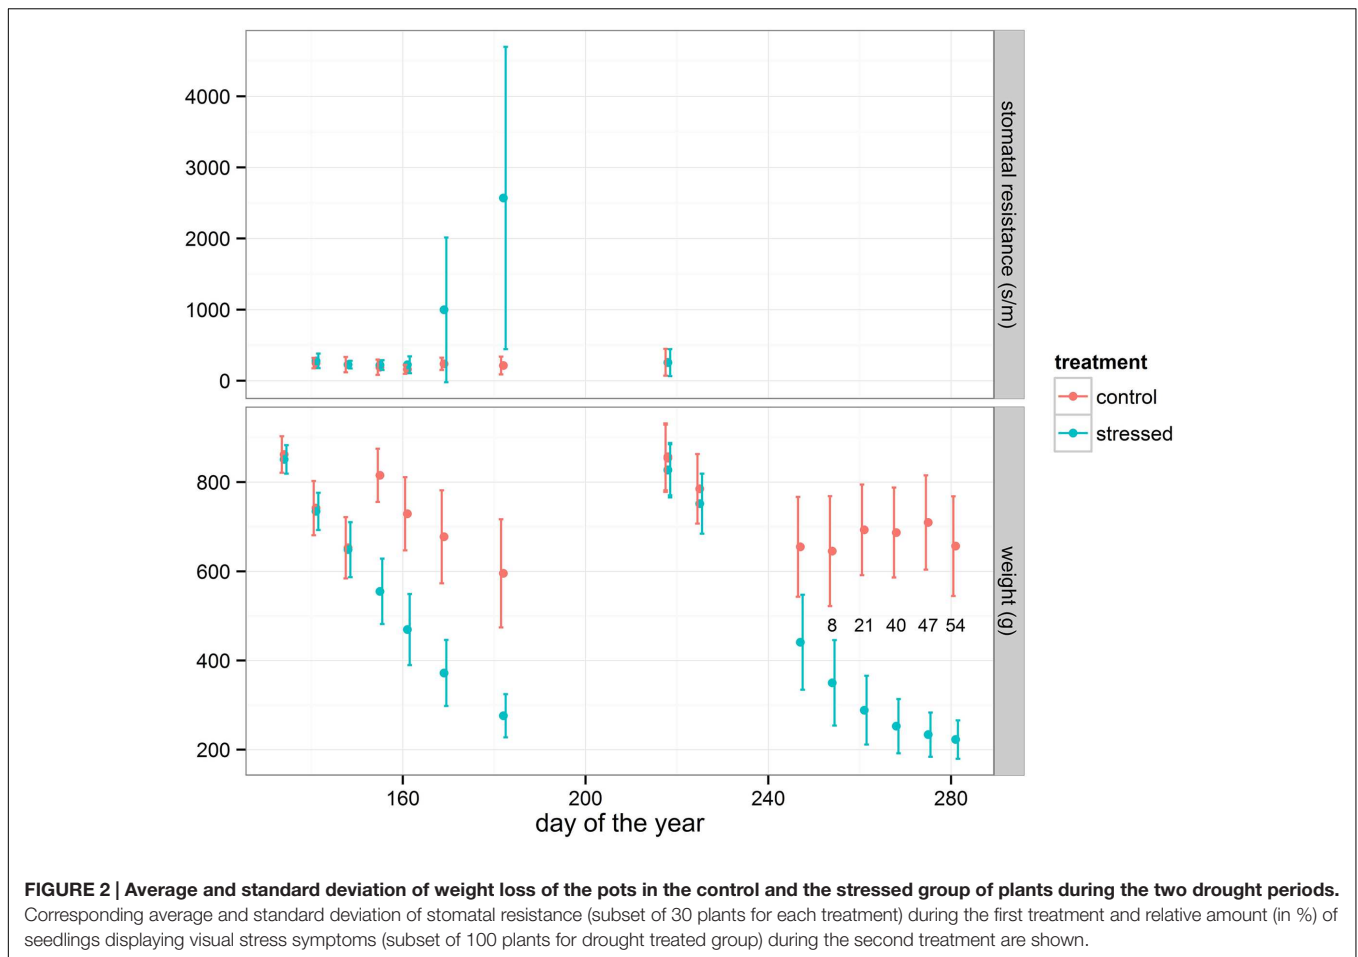 4000
3000
2000
1000
0
stomatal resistance (s/m)
800
600
400
200
weight (g)
8 21 40 47 54
160 200 240 280
day of the year
treatment
control
stressed
FIGURE 2 | Average and standard deviation of weight loss of the pots in the control and the stressed group of plants during the two drought periods.
Corresponding average and standard deviation of stomatal resistance (subset of 30 plants for each treatment) during the first treatment and relative amount (in %) of
seedlings displaying visual stress symptoms (subset of 100 plants for drought treated group) during the second treatment are shown.